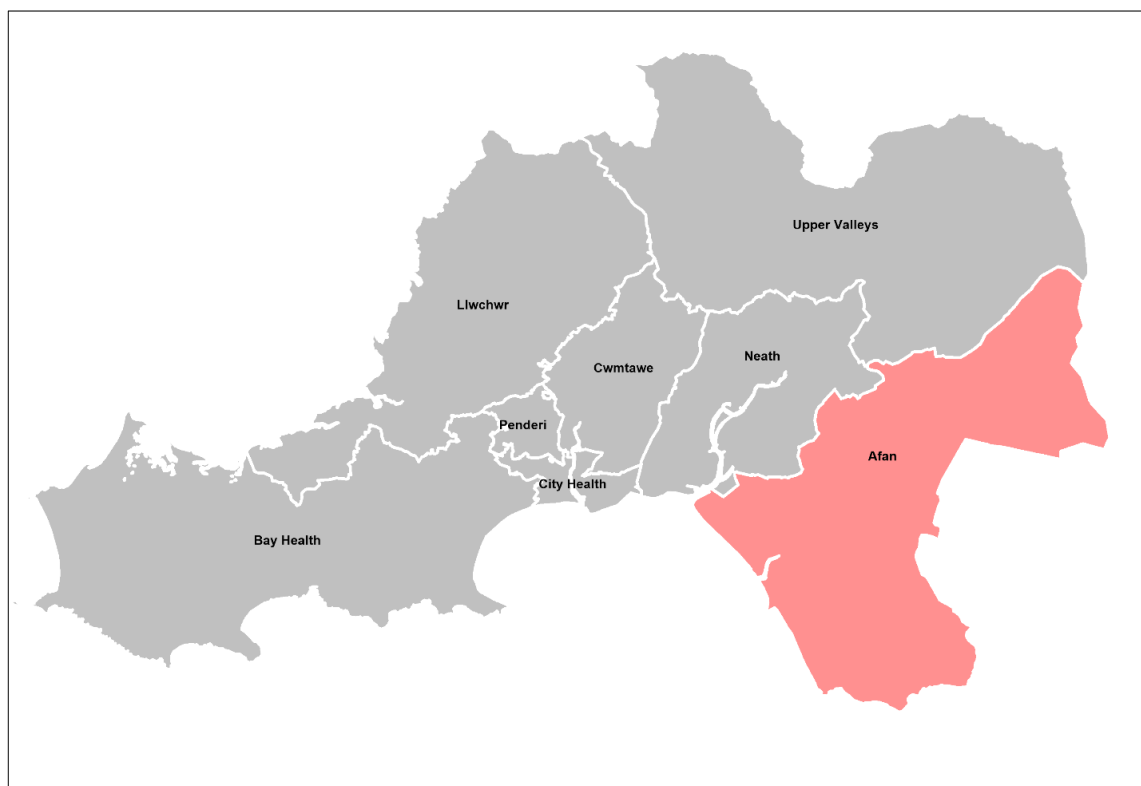 Upper Valleys
Llwchwr
Neath
Cwmtawe
Penderi
Afan
City Health
Bay Health